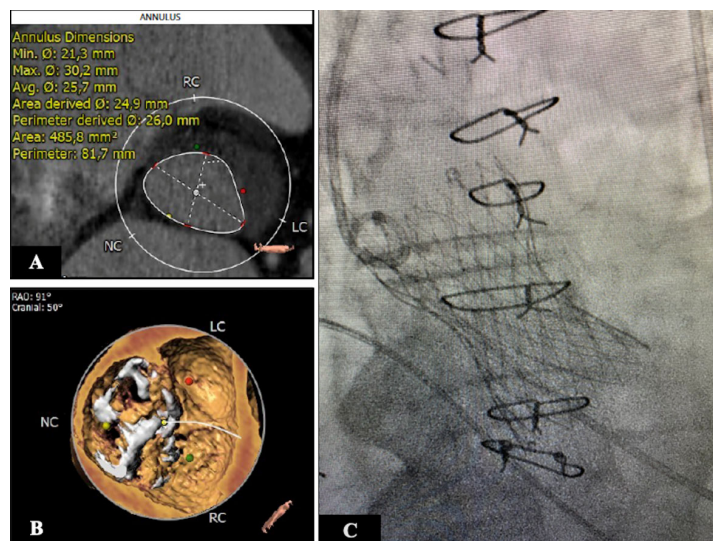 ANNULUS
Annulus Dimensions
Min. Ø: 21,3 mm
Max. Ø: 30,2 mm
Avg. Ø: 25,7 mm
Area derived Ø: 24,9 mm
Perimeter derived Ø: 26,0 mm
Area: 485,8 mm²
Perimeter: 81,7 mm
RC
LC
NC
A
RAO: 91°
Cranial: 50°
LC
NC
RC
B
C